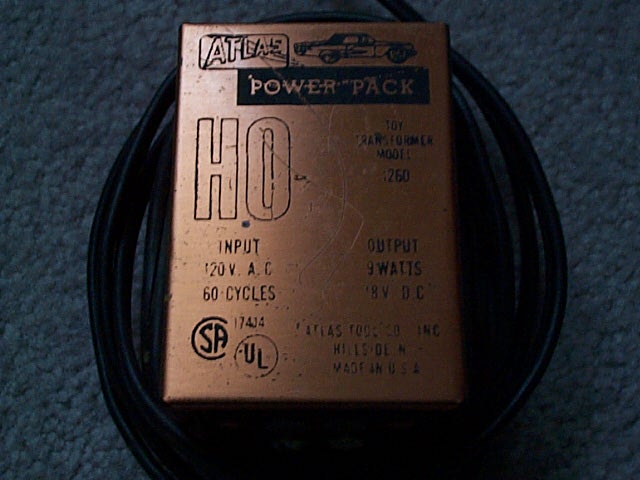 ATLAS
POWER PACK
HO
TOY
TRANSFORMER
MODEL
1260
INPUT
120 V. A. C
60 CYCLES
OUTPUT
9 WATTS
18 V. D. C
SA
17414
UL
ATLAS TOOL CO. INC
HILLSIDE, N
MADE IN U.S.A